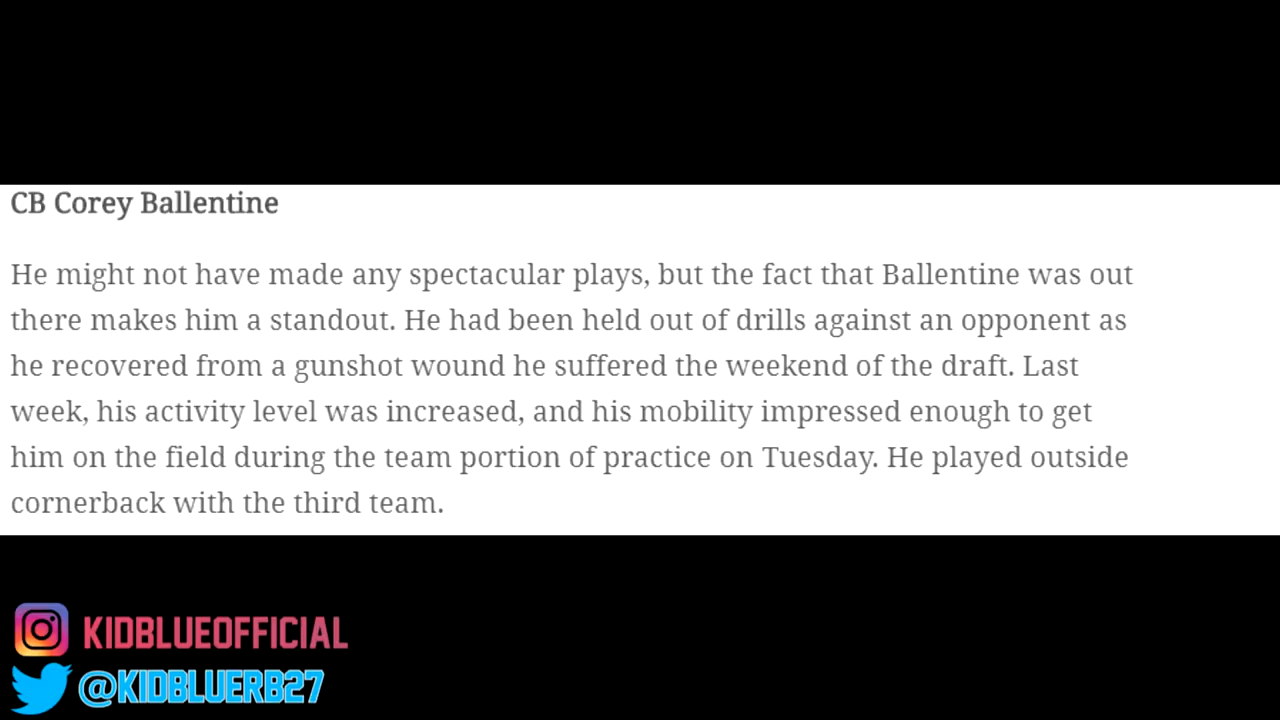 CB Corey Ballentine
He might not have made any spectacular plays, but the fact that Ballentine was out
there makes him a standout. He had been held out of drills against an opponent as
he recovered from a gunshot wound he suffered the weekend of the draft. Last
week, his activity level was increased, and his mobility impressed enough to get
him on the field during the team portion of practice on Tuesday. He played outside
cornerback with the third team.
KIDBLUEOFFICIAL
@KIDBLUERB27